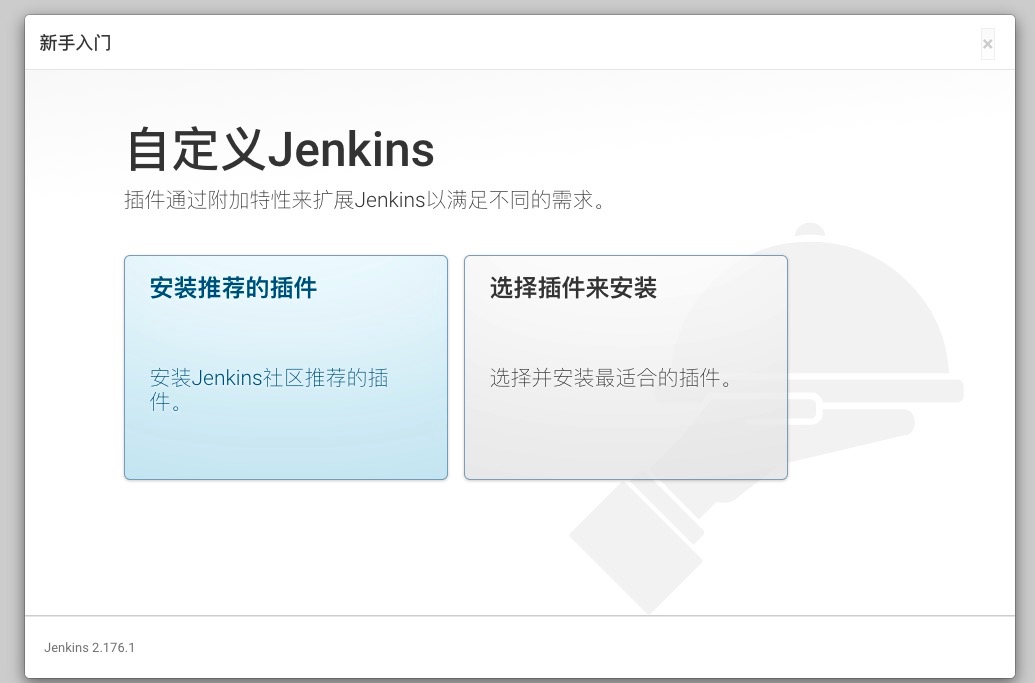 新手入门
×
自定义Jenkins
插件通过附加特性来扩展Jenkins以满足不同的需求。
安装推荐的插件
安装Jenkins社区推荐的插
件。
选择插件来安装
选择并安装最适合的插件。
Jenkins 2.176.1